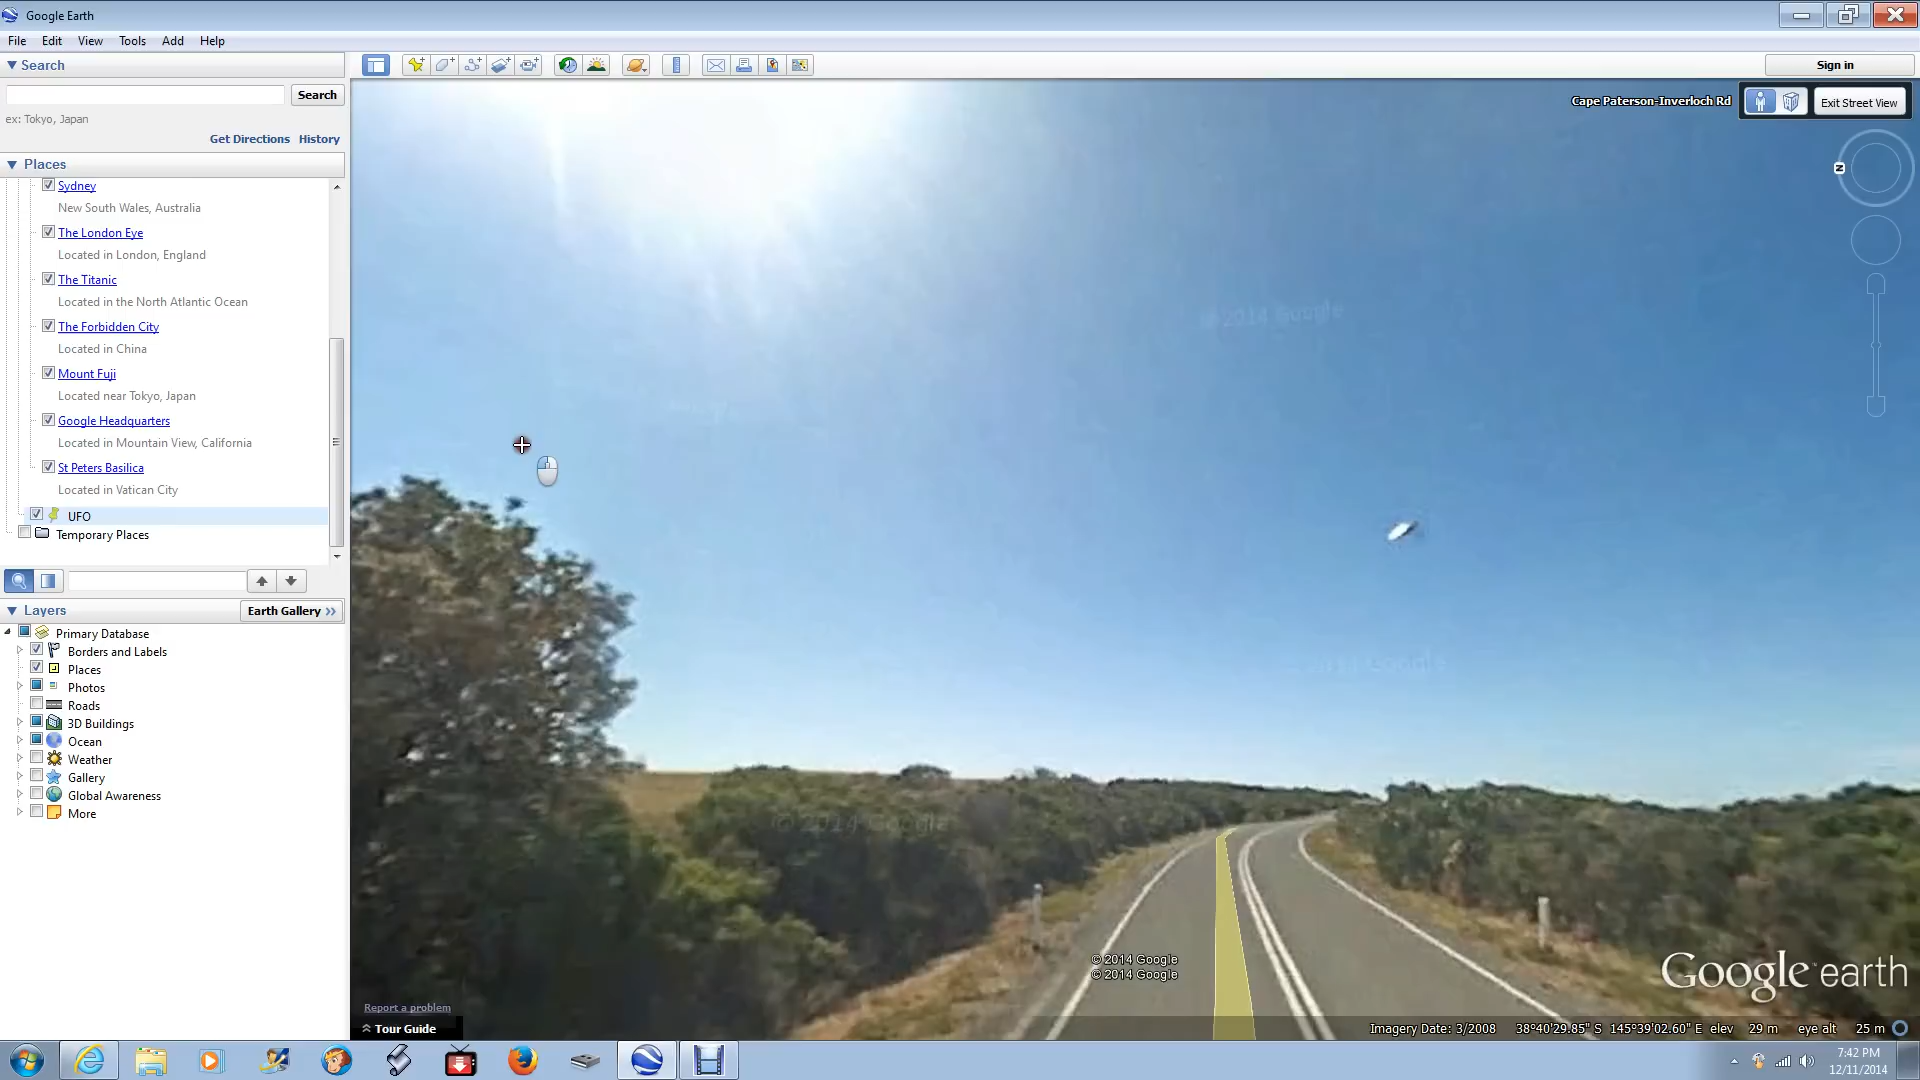 Google Earth
File Edit View Tools Add Help
Search
Sign in
Search
ex: Tokyo, Japan
Get Directions History
Cape Paterson-Inverloch Rd
Exit Street View
N
Places
Sydney
New South Wales, Australia
The London Eye
Located in London, England
The Titanic
Located in the North Atlantic Ocean
The Forbidden City
Located in China
Mount Fuji
Located near Tokyo, Japan
Google Headquarters
Located in Mountain View, California
St Peters Basilica
Located in Vatican City
UFO
Temporary Places
Layers
Earth Gallery >>
Primary Database
Borders and Labels
Places
Photos
Roads
3D Buildings
Ocean
Weather
Gallery
Global Awareness
More
© 2014 Google
2014 Google
© 2014 Google
© 2014 Google
© 2014 Google
Google earth
Report a problem
Tour Guide
Imagery Date: 3/2008 38°40'29.85" S 145°39'02.60" E elev 29 m eye alt 25 m
7:42 PM
12/11/2014